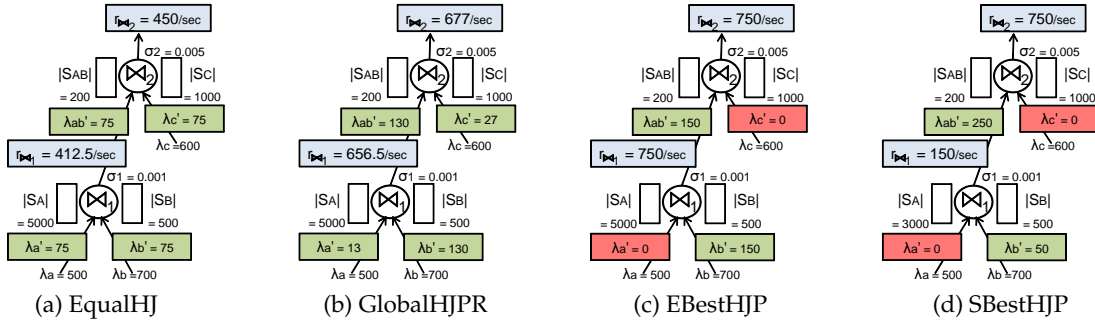 r⋈2 = 450/sec
σ2 = 0.005
|SAB|
⋈2
|SC|
= 200
= 1000
λab' = 75
λc' = 75
λc = 600
r⋈1 = 412.5/sec
σ1 = 0.001
|SA|
⋈1
|SB|
= 5000
= 500
λa' = 75
λb' = 75
λa = 500
λb = 700
(a) EqualHJ
r⋈2 = 677/sec
σ2 = 0.005
|SAB|
⋈2
|SC|
= 200
= 1000
λab' = 130
λc' = 27
λc = 600
r⋈1 = 656.5/sec
σ1 = 0.001
|SA|
⋈1
|SB|
= 5000
= 500
λa' = 13
λb' = 130
λa = 500
λb = 700
(b) GlobalHJPR
r⋈2 = 750/sec
σ2 = 0.005
|SAB|
⋈2
|SC|
= 200
= 1000
λab' = 150
λc' = 0
λc = 600
r⋈1 = 750/sec
σ1 = 0.001
|SA|
⋈1
|SB|
= 5000
= 500
λa' = 0
λb' = 150
λa = 500
λb = 700
(c) EBestHJP
r⋈2 = 750/sec
σ2 = 0.005
|SAB|
⋈2
|SC|
= 200
= 1000
λab' = 250
λc' = 0
λc = 600
r⋈1 = 150/sec
σ1 = 0.001
|SA|
⋈1
|SB|
= 3000
= 500
λa' = 0
λb' = 50
λa = 500
λb = 700
(d) SBestHJP